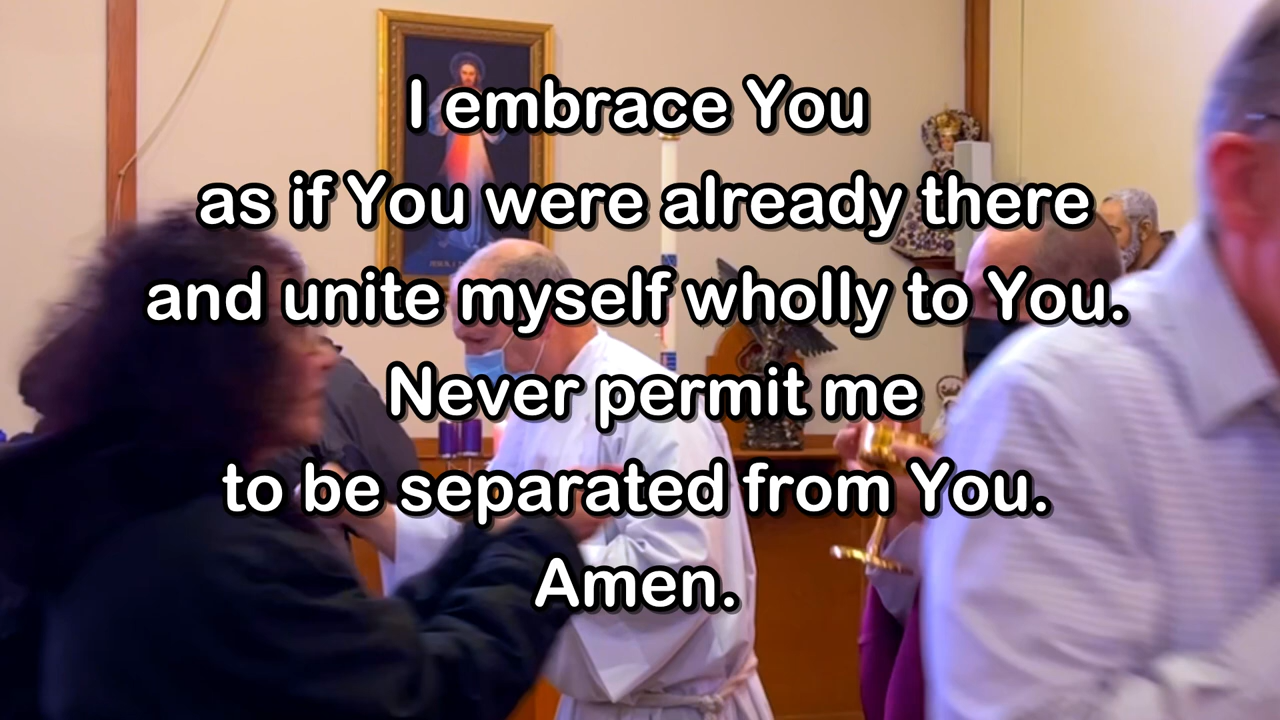 I embrace You
as if You were already there
and unite myself wholly to You.
Never permit me
to be separated from You.
Amen.